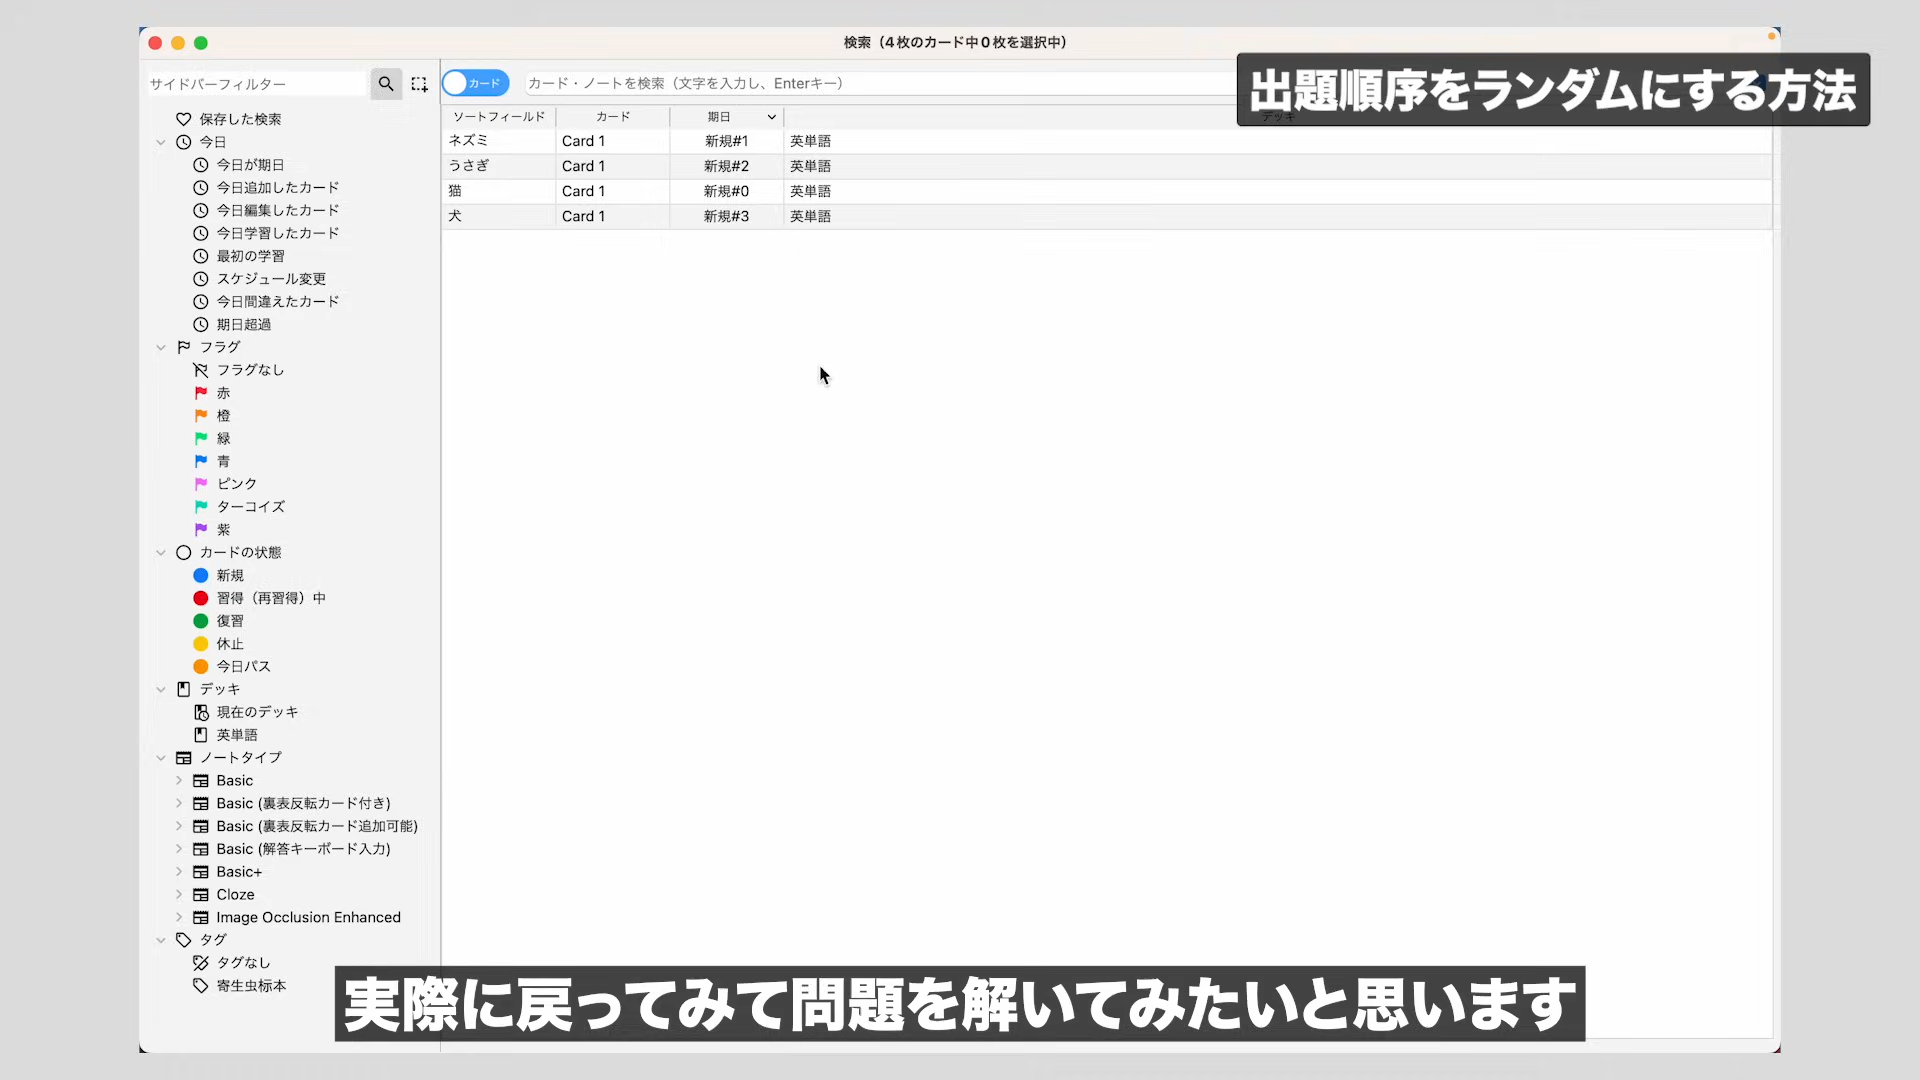 検索（4枚のカード中0枚を選択中）
出題順序をランダムにする方法
サイドバーフィルター
カード
カード・ノートを検索（文字を入力し、Enterキー）
ソートフィールド カード 期日 デッキ
ネズミ Card 1 新規#1 英単語
うさぎ Card 1 新規#2 英単語
猫 Card 1 新規#0 英単語
犬 Card 1 新規#3 英単語
保存した検索
今日
今日が期日
今日追加したカード
今日編集したカード
今日学習したカード
最初の学習
スケジュール変更
今日間違えたカード
期日超過
フラグ
フラグなし
赤
橙
緑
青
ピンク
ターコイズ
紫
カードの状態
新規
習得（再習得）中
復習
休止
今日パス
デッキ
現在のデッキ
英単語
ノートタイプ
Basic
Basic (裏表反転カード付き)
Basic (裏表反転カード追加可能)
Basic (解答キーボード入力)
Basic+
Cloze
Image Occlusion Enhanced
タグ
タグなし
寄生虫标本
実際に戻ってみて問題を解いてみたいと思います